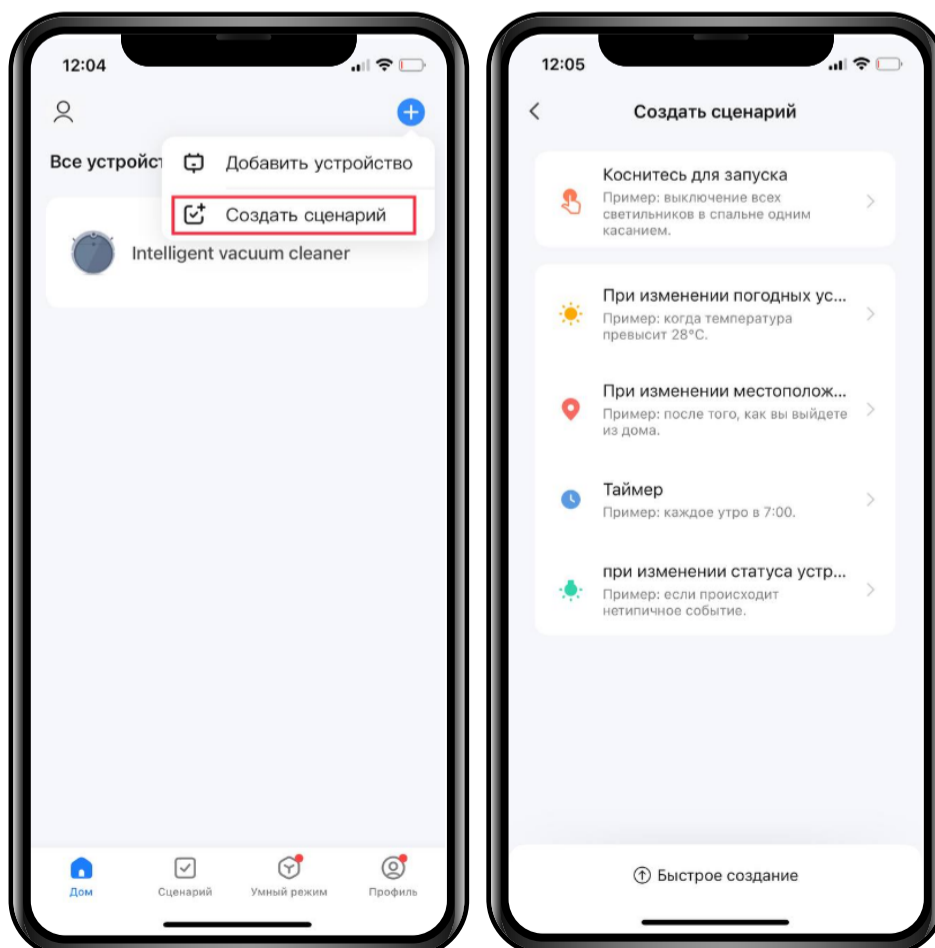 12:04
Все устройст
Добавить устройство
Создать сценарий
Intelligent vacuum cleaner
Дом
Сценарий
Умный режим
Профиль
12:05
Создать сценарий
Коснитесь для запуска
Пример: выключение всех
светильников в спальне одним
касанием.
При изменении погодных ус...
Пример: когда температура
превысит 28°C.
При изменении местополож...
Пример: после того, как вы выйдете
из дома.
Таймер
Пример: каждое утро в 7:00.
при изменении статуса устр...
Пример: если происходит
нетипичное событие.
Быстрое создание